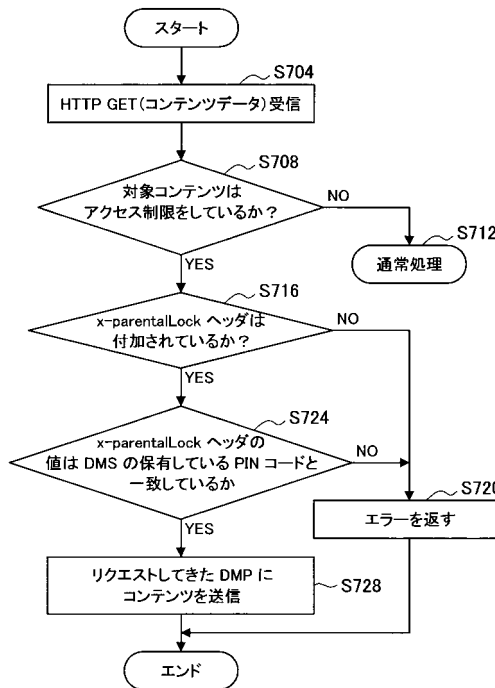 スタート
S704
HTTP GET(コンテンツデータ)受信
S708
対象コンテンツは
アクセス制限をしているか?
NO
S712
通常処理
YES
S716
x-parentalLock ヘッダは
付加されているか?
NO
YES
S724
x-parentalLock ヘッダの
値は DMS の保有している PIN コードと
一致しているか
NO
S720
エラーを返す
YES
リクエストしてきた DMP に
コンテンツを送信
S728
エンド